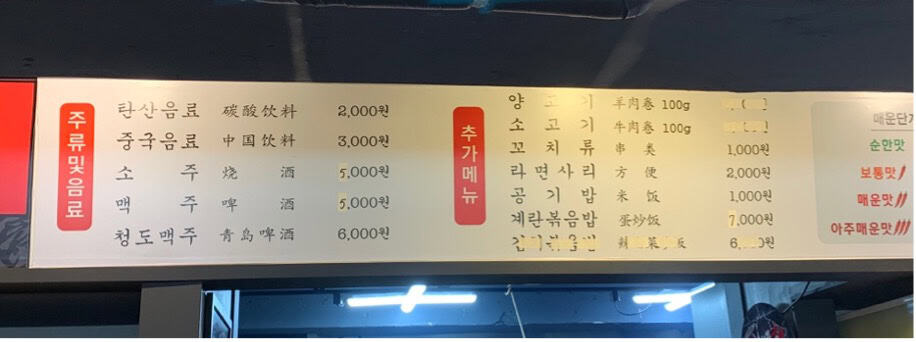 주류및음료
탄산음료 碳酸饮料 2,000원
중국음료 中国饮料 3,000원
소 주 烧 酒 5,000원
맥 주 啤 酒 5,000원
청도맥주 青岛啤酒 6,000원
추가메뉴
양 고 기 羊肉卷 100g
소 고 기 牛肉卷 100g
꼬 치 류 串 类 1,000원
라 면 사 리 方 便 2,000원
공 기 밥 米 饭 1,000원
계란볶음밥 蛋炒饭 7,000원
매운단계
순한맛
보통맛
매운맛
아주매운맛